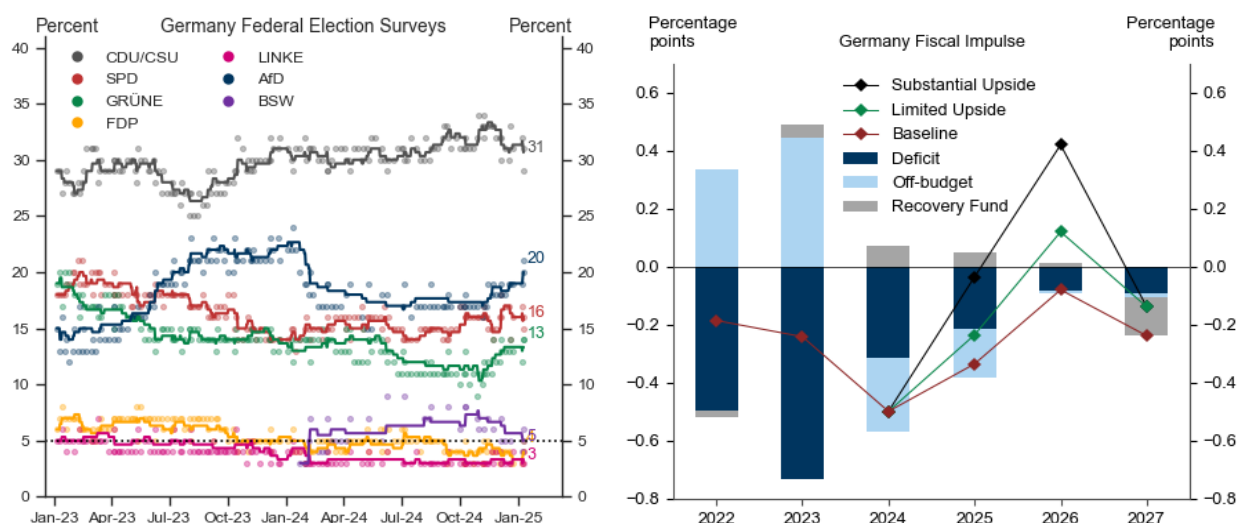 Percent Germany Federal Election Surveys Percent
40 40
CDU/CSU LINKE
SPD AfD
GRÜNE BSW
FDP
35 35
30 31 30
25 25
20 20 20
16
15 13 15
10 10
5 5 5
3
0 0
Jan-23 Apr-23 Jul-23 Oct-23 Jan-24 Apr-24 Jul-24 Oct-24 Jan-25
Percentage points Germany Fiscal Impulse Percentage points
Substantial Upside
Limited Upside
Baseline
Deficit
Off-budget
Recovery Fund
0.6 0.6
0.4 0.4
0.2 0.2
0.0 0.0
−0.2 −0.2
−0.4 −0.4
−0.6 −0.6
−0.8 −0.8
2022 2023 2024 2025 2026 2027